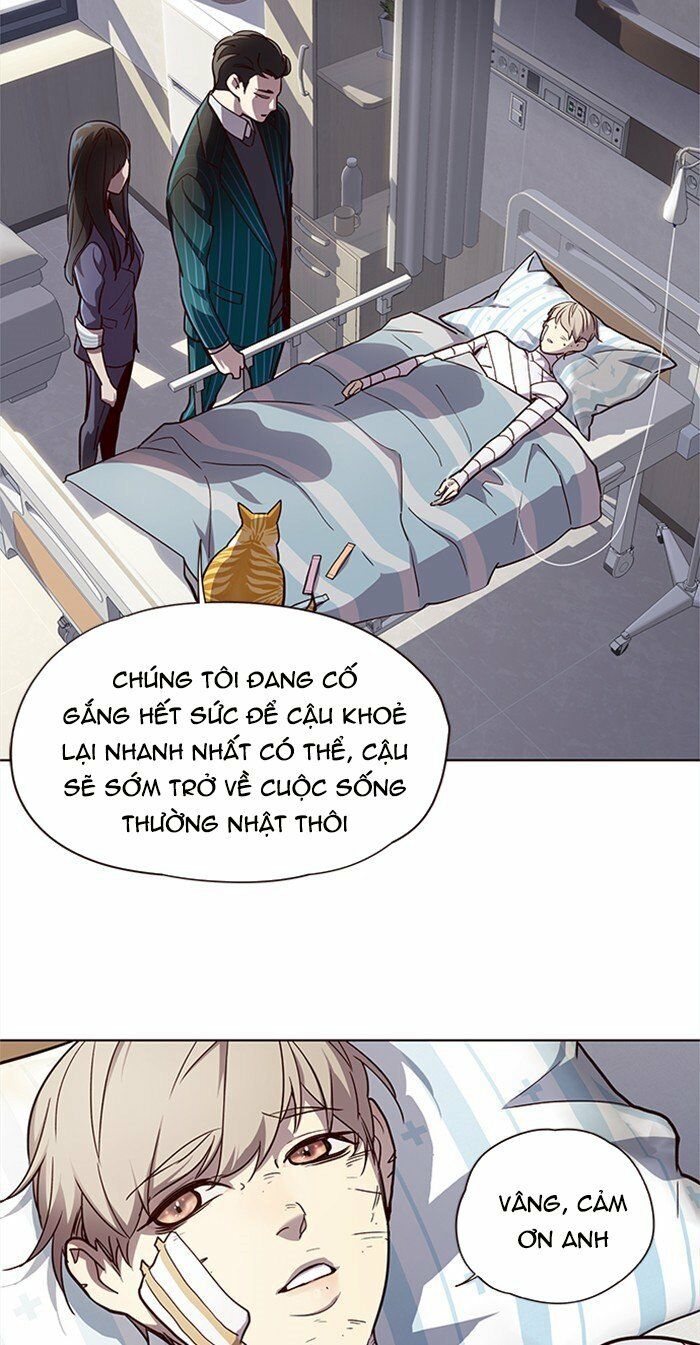 CHÚNG TÔI ĐANG CỐ
GẮNG HẾT SỨC ĐỂ CẬU KHOẺ
LẠI NHANH NHẤT CÓ THỂ, CẬU
SẼ SỚM TRỞ VỀ CUỘC SỐNG
THƯỜNG NHẬT THÔI
VÂNG, CẢM
ƠN ANH